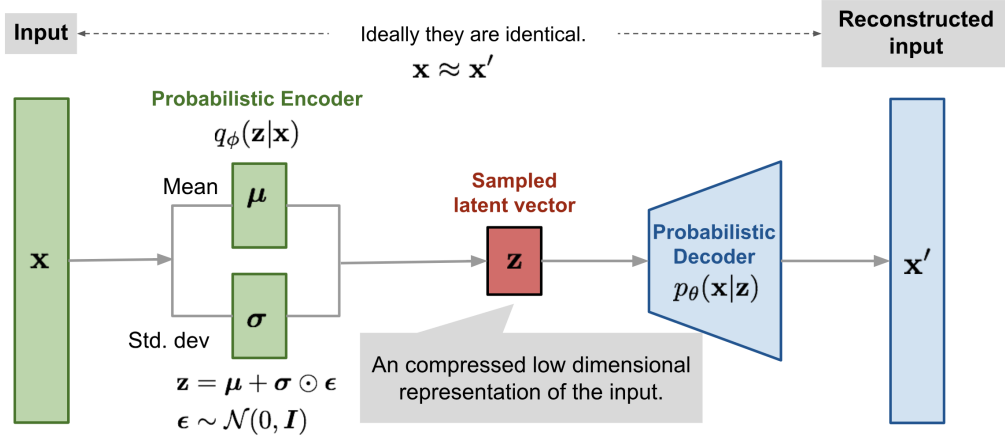 Input
Ideally they are identical.
x ≈ x′
Reconstructed
input
Probabilistic Encoder
qϕ(z|x)
Mean
μ
x
σ
Std. dev
z = μ + σ ⊙ ϵ
ϵ ∼ 𝒩(0, I)
Sampled
latent vector
z
An compressed low dimensional
representation of the input.
Probabilistic
Decoder
pθ(x|z)
x′